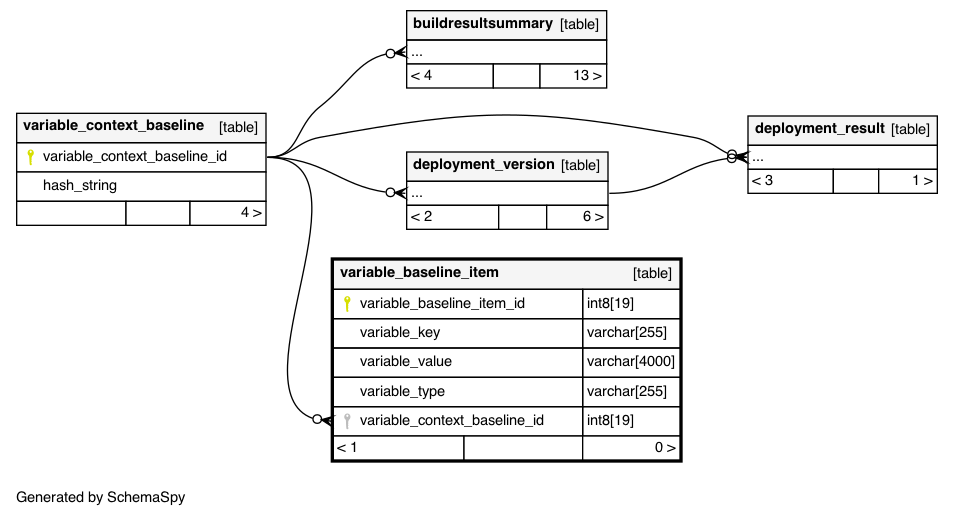 buildresultsummary [table]
...
< 4 13 >
variable_context_baseline [table]
variable_context_baseline_id
hash_string
4 >
deployment_result [table]
...
< 3 1 >
deployment_version [table]
...
< 2 6 >
variable_baseline_item [table]
variable_baseline_item_id int8[19]
variable_key varchar[255]
variable_value varchar[4000]
variable_type varchar[255]
variable_context_baseline_id int8[19]
< 1 0 >
Generated by SchemaSpy